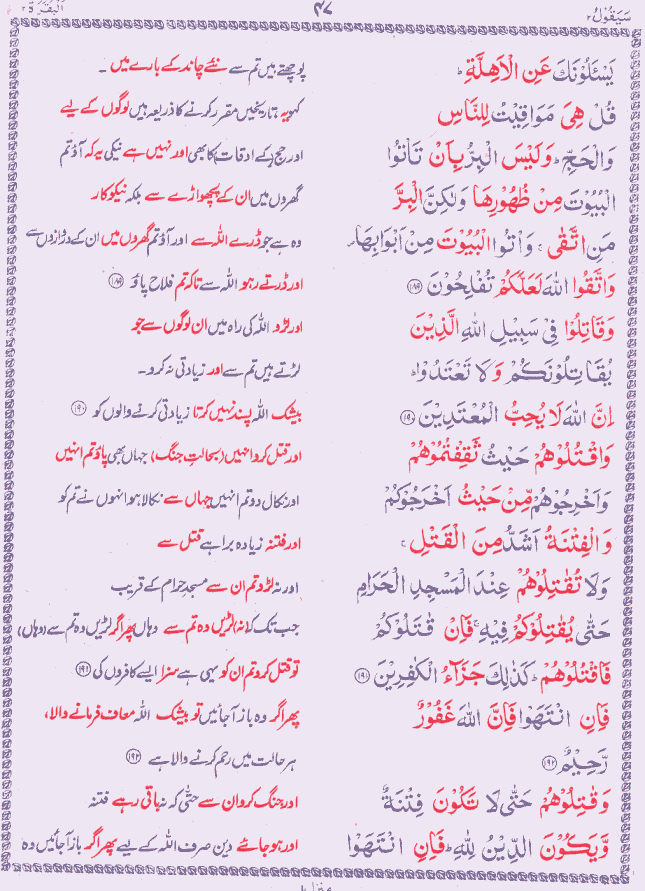 سَيَقُوْلُ ٢
٤٧
اَلْبَقَرَة ٢
يَسْـَٔلُوْنَكَ عَنِ الْاَهِلَّةِ ؕ
قُلْ هِىَ مَوَاقِيْتُ لِلنَّاسِ
وَالْحَجِّ ؕ وَلَيْسَ الْبِرُّ بِاَنْ تَاْتُوا
الْبُيُوْتَ مِنْ ظُهُوْرِهَا وَلٰكِنَّ الْبِرَّ
مَنِ اتَّقٰى ۚ وَاْتُوا الْبُيُوْتَ مِنْ اَبْوَابِهَا ۪
وَاتَّقُوا اللّٰهَ لَعَلَّكُمْ تُفْلِحُوْنَ ﴿۱۸۹﴾
وَقَاتِلُوْا فِىْ سَبِيْلِ اللّٰهِ الَّذِيْنَ
يُقَاتِلُوْنَكُمْ وَلَا تَعْتَدُوْا ؕ
اِنَّ اللّٰهَ لَا يُحِبُّ الْمُعْتَدِيْنَ ﴿۱۹۰﴾
وَاقْتُلُوْهُمْ حَيْثُ ثَقِفْتُمُوْهُمْ
وَاَخْرِجُوْهُمْ مِّنْ حَيْثُ اَخْرَجُوْكُمْ
وَالْفِتْنَةُ اَشَدُّ مِنَ الْقَتْلِ ۚ
وَلَا تُقٰتِلُوْهُمْ عِنْدَ الْمَسْجِدِ الْحَرَامِ
حَتّٰى يُقٰتِلُوْكُمْ فِيْهِ ۚ فَاِنْ قٰتَلُوْكُمْ
فَاقْتُلُوْهُمْ ؕ كَذٰلِكَ جَزَآءُ الْكٰفِرِيْنَ ﴿۱۹۱﴾
فَاِنِ انْتَهَوْا فَاِنَّ اللّٰهَ غَفُوْرٌ
رَّحِيْمٌ ﴿۱۹۲﴾
وَقٰتِلُوْهُمْ حَتّٰى لَا تَكُوْنَ فِتْنَةٌ
وَّيَكُوْنَ الدِّيْنُ لِلّٰهِ ؕ فَاِنِ انْتَهَوْا
پوچھتے ہیں تم سے نئے چاند کے بارے میں ۔
کہو یہ تاریخیں مقرر کرنے کا ذریعہ ہیں لوگوں کے لیے
اور حج (کے اوقات) کا بھی اور نہیں ہے نیکی یہ کہ آؤ تم
گھروں میں ان کے پچھواڑے سے بلکہ نیکو کار
وہ ہے جو ڈرے اللہ سے اور آؤ تم گھروں میں ان کے دروازوں سے
اور ڈرتے رہو اللہ سے تاکہ تم فلاح پاؤ ﴿۱۸۹﴾
اور لڑو اللہ کی راہ میں ان لوگوں سے جو
لڑتے ہیں تم سے اور زیادتی نہ کرو ۔
بیشک اللہ پسند نہیں کرتا زیادتی کرنے والوں کو ﴿۱۹۰﴾
اور قتل کرو انہیں (بحالتِ جنگ) جہاں بھی پاؤ تم انہیں
اور نکال دو تم انہیں جہاں سے نکالا ہو انہوں نے تم کو
اور فتنہ زیادہ برا ہے قتل سے
اور نہ لڑو تم ان سے مسجدِ حرام کے قریب
جب تک کہ (نہ) لڑیں وہ تم سے وہاں پھر اگر لڑیں وہ تم سے (وہاں)
تو قتل کرو تم ان کو یہی ہے سزا ایسے کافروں کی ﴿۱۹۱﴾
پھر اگر وہ باز آجائیں تو بیشک اللہ معاف فرمانے والا،
ہر حالت میں رحم کرنے والا ہے ﴿۱۹۲﴾
اور جنگ کرو ان سے حتیٰ کہ نہ باقی رہے فتنہ
اور ہو جائے دین صرف اللہ کے لیے پھر اگر باز آجائیں وہ